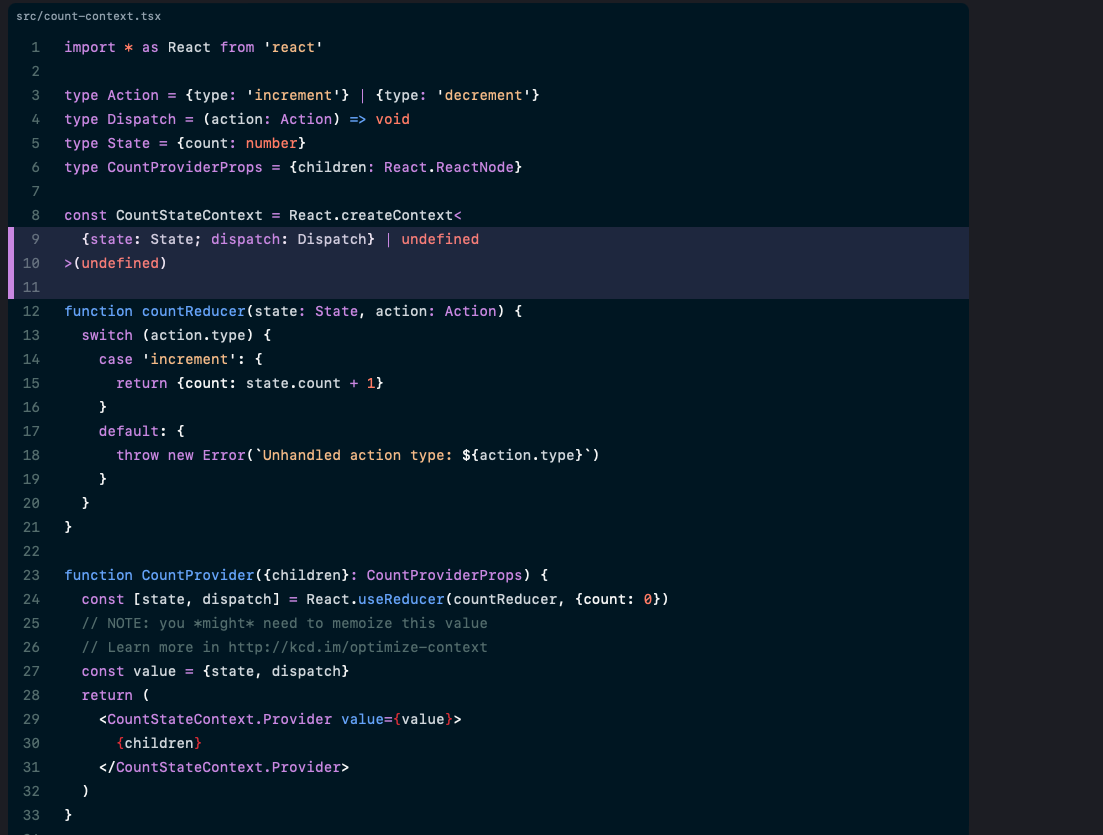 src/count-context.tsx
1 import * as React from 'react'
2
3 type Action = {type: 'increment'} | {type: 'decrement'}
4 type Dispatch = (action: Action) => void
5 type State = {count: number}
6 type CountProviderProps = {children: React.ReactNode}
7
8 const CountStateContext = React.createContext<
9   {state: State; dispatch: Dispatch} | undefined
10 >(undefined)
11
12 function countReducer(state: State, action: Action) {
13   switch (action.type) {
14     case 'increment': {
15       return {count: state.count + 1}
16     }
17     default: {
18       throw new Error(`Unhandled action type: ${action.type}`)
19     }
20   }
21 }
22
23 function CountProvider({children}: CountProviderProps) {
24   const [state, dispatch] = React.useReducer(countReducer, {count: 0})
25   // NOTE: you *might* need to memoize this value
26   // Learn more in http://kcd.im/optimize-context
27   const value = {state, dispatch}
28   return (
29     <CountStateContext.Provider value={value}>
30       {children}
31     </CountStateContext.Provider>
32   )
33 }